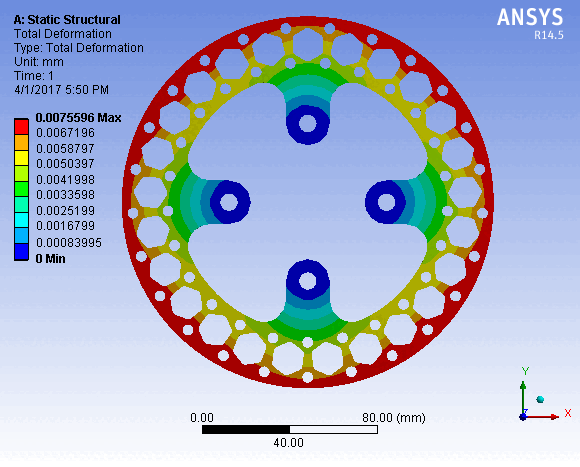 A: Static Structural
Total Deformation
Type: Total Deformation
Unit: mm
Time: 1
4/1/2017 5:50 PM
ANSYS
R14.5
0.0075596 Max
0.0067196
0.0058797
0.0050397
0.0041998
0.0033598
0.0025199
0.0016799
0.00083995
0 Min
0.00
80.00 (mm)
40.00
Y
Z
X